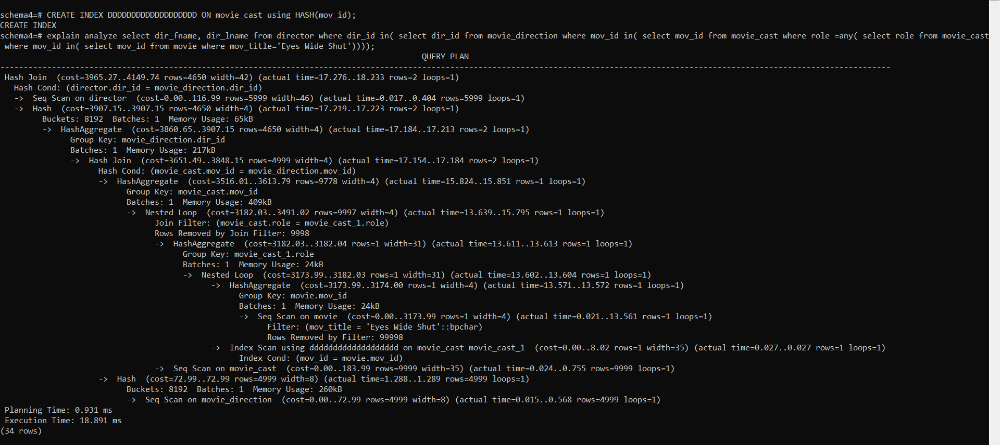 schema4=# CREATE INDEX DDDDDDDDDDDDDDDDDDD ON movie_cast using HASH(mov_id);
CREATE INDEX
schema4=# explain analyze select dir_fname, dir_lname from director where dir_id in( select dir_id from movie_direction where mov_id in( select mov_id from movie_cast where role =any( select role from movie_cast
where mov_id in( select mov_id from movie where mov_title='Eyes Wide Shut'))));
QUERY PLAN
--------------------------------------------------------------------------------------------------------------------------------------------------------------------------------------------
Hash Join  (cost=3965.27..4149.74 rows=4650 width=42) (actual time=17.276..18.233 rows=2 loops=1)
Hash Cond: (director.dir_id = movie_direction.dir_id)
->  Seq Scan on director  (cost=0.00..116.99 rows=5999 width=46) (actual time=0.017..0.404 rows=5999 loops=1)
->  Hash  (cost=3907.15..3907.15 rows=4650 width=4) (actual time=17.219..17.223 rows=2 loops=1)
Buckets: 8192  Batches: 1  Memory Usage: 65kB
->  HashAggregate  (cost=3860.65..3907.15 rows=4650 width=4) (actual time=17.184..17.213 rows=2 loops=1)
Group Key: movie_direction.dir_id
Batches: 1  Memory Usage: 217kB
->  Hash Join  (cost=3651.49..3848.15 rows=4999 width=4) (actual time=17.154..17.184 rows=2 loops=1)
Hash Cond: (movie_cast.mov_id = movie_direction.mov_id)
->  HashAggregate  (cost=3516.01..3613.79 rows=9778 width=4) (actual time=15.824..15.851 rows=1 loops=1)
Group Key: movie_cast.mov_id
Batches: 1  Memory Usage: 409kB
->  Nested Loop  (cost=3182.03..3491.02 rows=9997 width=4) (actual time=13.639..15.795 rows=1 loops=1)
Join Filter: (movie_cast.role = movie_cast_1.role)
Rows Removed by Join Filter: 9998
->  HashAggregate  (cost=3182.03..3182.04 rows=1 width=31) (actual time=13.611..13.613 rows=1 loops=1)
Group Key: movie_cast_1.role
Batches: 1  Memory Usage: 24kB
->  Nested Loop  (cost=3173.99..3182.03 rows=1 width=31) (actual time=13.602..13.604 rows=1 loops=1)
->  HashAggregate  (cost=3173.99..3174.00 rows=1 width=4) (actual time=13.571..13.572 rows=1 loops=1)
Group Key: movie.mov_id
Batches: 1  Memory Usage: 24kB
->  Seq Scan on movie  (cost=0.00..3173.99 rows=1 width=4) (actual time=0.021..13.561 rows=1 loops=1)
Filter: (mov_title = 'Eyes Wide Shut'::bpchar)
Rows Removed by Filter: 99998
->  Index Scan using ddddddddddddddddddd on movie_cast movie_cast_1  (cost=0.00..8.02 rows=1 width=35) (actual time=0.027..0.027 rows=1 loops=1)
Index Cond: (mov_id = movie.mov_id)
->  Seq Scan on movie_cast  (cost=0.00..183.99 rows=9999 width=35) (actual time=0.024..0.755 rows=9999 loops=1)
->  Hash  (cost=72.99..72.99 rows=4999 width=8) (actual time=1.288..1.289 rows=4999 loops=1)
Buckets: 8192  Batches: 1  Memory Usage: 260kB
->  Seq Scan on movie_direction  (cost=0.00..72.99 rows=4999 width=8) (actual time=0.015..0.568 rows=4999 loops=1)
Planning Time: 0.931 ms
Execution Time: 18.891 ms
(34 rows)